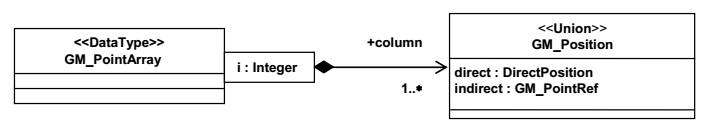 <<DataType>>
GM_PointArray
i : Integer
+column
1..*
<<Union>>
GM_Position
direct : DirectPosition
indirect : GM_PointRef